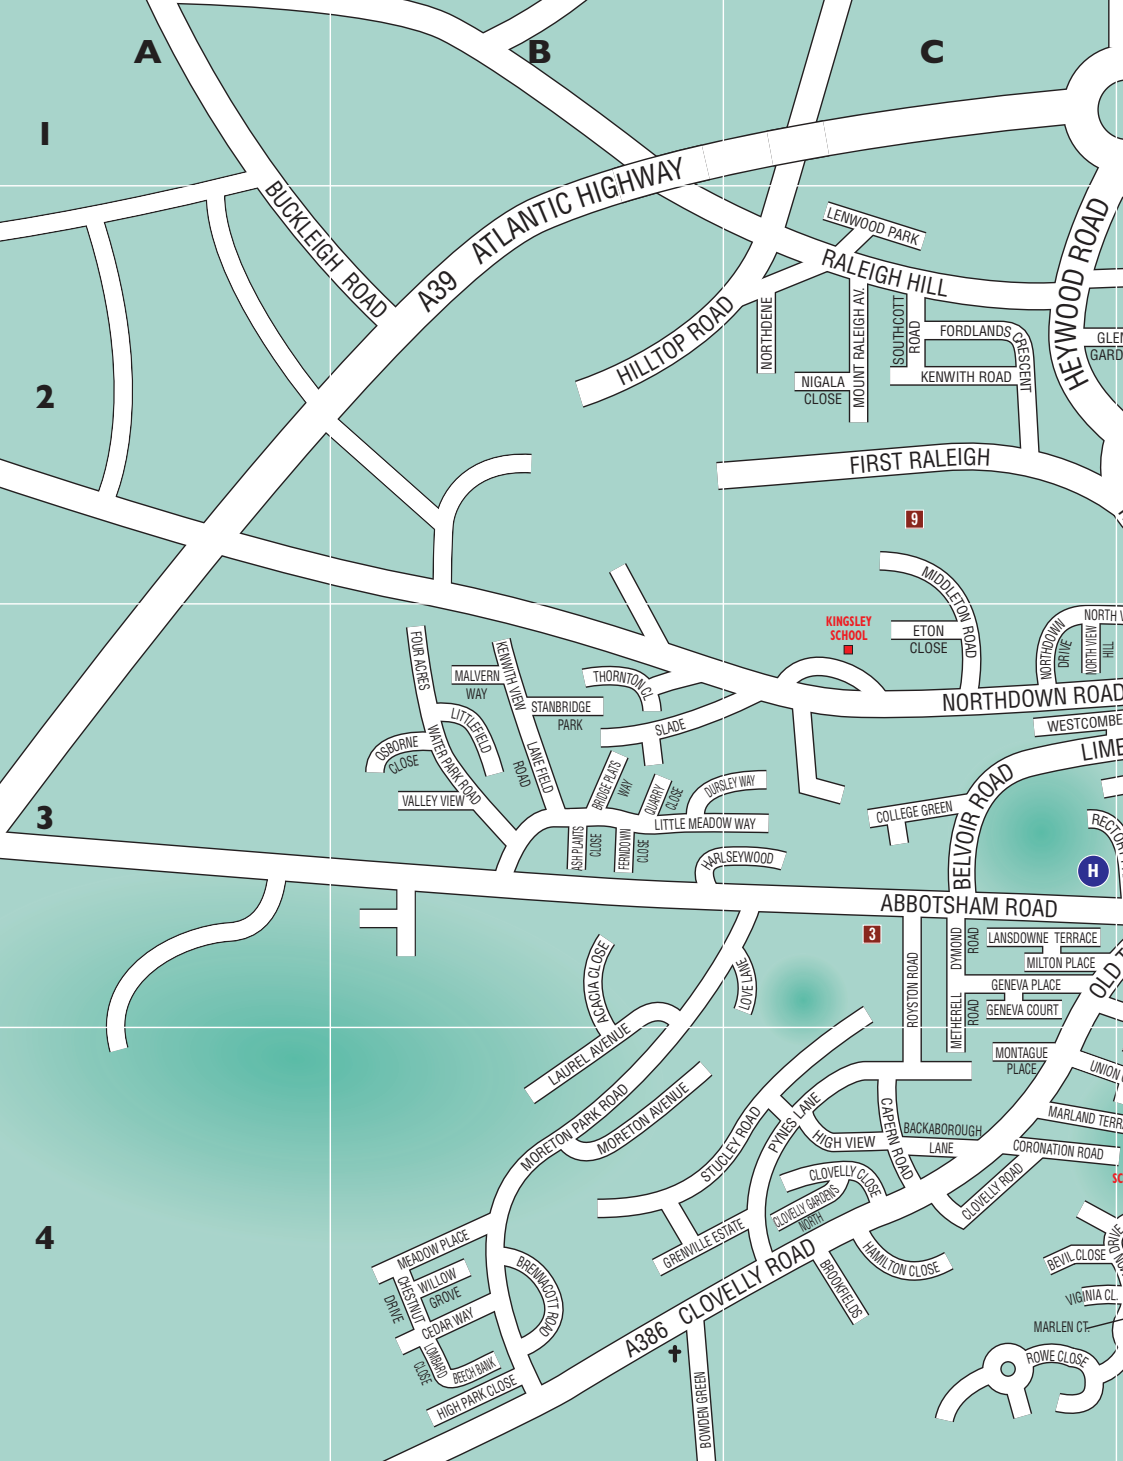 A
B
C
1
BUCKLEIGH ROAD
A39 ATLANTIC HIGHWAY
LENWOOD PARK
RALEIGH HILL
HEYWOOD ROAD
HILLTOP ROAD
NORTHDENE
MOUNT RALEIGH AV.
SOUTHCOTT
ROAD
FORDLANDS CRESCENT
KENWITH ROAD
NIGALA
CLOSE
2
FIRST RALEIGH
9
MIDDLETON ROAD
ETON
CLOSE
KINGSLEY
SCHOOL
NORTHDOWN
DRIVE
NORTH VIEW
HILL
NORTHDOWN ROAD
WESTCOMBE
LIME
FOUR ACRES
MALVERN
WAY
KENWITH VIEW
STANBRIDGE
PARK
THORNTON CL.
SLADE
LITTLEFIELD
OSBORNE
CLOSE
WATER PARK ROAD
VALLEY VIEW
LANE FIELD
ROAD
BRIDGE PLATS
WAY
QUARRY
CLOSE
DURSLEY WAY
LITTLE MEADOW WAY
ASH PLANTS
CLOSE
FERNDOWN
CLOSE
HARLSEYWOOD
3
COLLEGE GREEN
BELVOIR ROAD
H
ABBOTSHAM ROAD
3
ROYSTON ROAD
DYMOND
ROAD
LANSDOWNE TERRACE
MILTON PLACE
GENEVA PLACE
GENEVA COURT
METHERELL
ROAD
MONTAGUE
PLACE
OLD
UNION
MARLAND
CORONATION ROAD
ACACIA CLOSE
LOVE LANE
LAUREL AVENUE
MORETON PARK ROAD
MORETON AVENUE
STUCLEY ROAD
PYNES LANE
HIGH VIEW
CAPERN ROAD
BACKABOROUGH
LANE
CLOVELLY CLOSE
CLOVELLY GARDENS
NORTH
CLOVELLY ROAD
GRENVILLE ESTATE
HAMILTON CLOSE
BROOKFIELDS
A386 CLOVELLY ROAD
4
MEADOW PLACE
WILLOW
GROVE
CHESTNUT
DRIVE
CEDAR WAY
LOMBARD
CLOSE
BEECH BANK
HIGH PARK CLOSE
BRENNACOTT ROAD
BOWDEN GREEN
DRIVE
BEVIL CLOSE
VIRGINIA CL.
MARLEN CT.
ROWE CLOSE